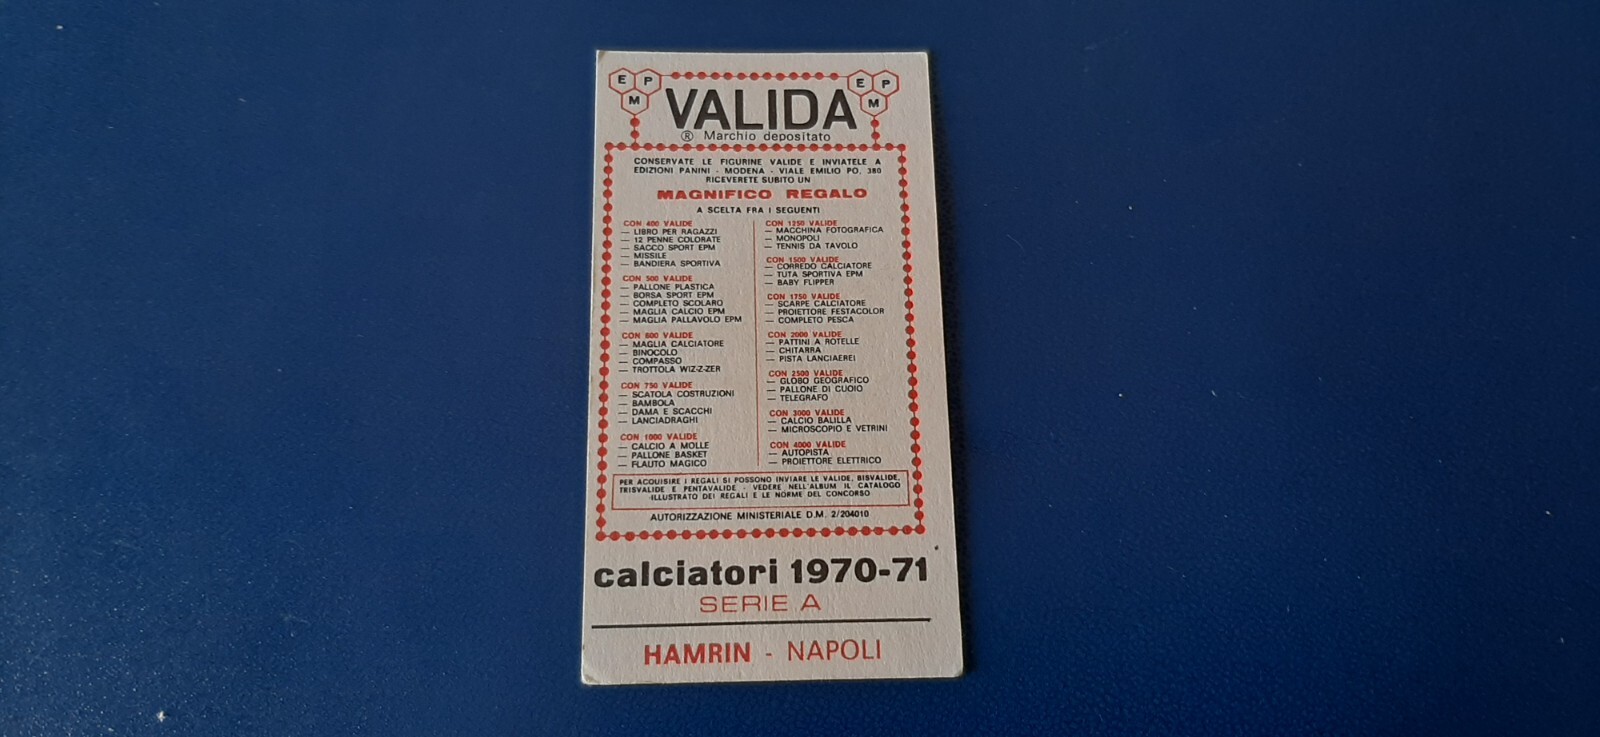 E P E P
M M
VALIDA
® Marchio depositato
CONSERVATE LE FIGURINE VALIDE E INVIATELE A
EDIZIONI PANINI - MODENA - VIALE EMILIO PO, 380
RICEVERETE SUBITO UN
MAGNIFICO REGALO
A SCELTA FRA I SEGUENTI
CON 400 VALIDE
— LIBRO PER RAGAZZI
— 12 PENNE COLORATE
— SACCO SPORT EPM
— MISSILE
— BANDIERA SPORTIVA
CON 500 VALIDE
— PALLONE PLASTICA
— BORSA SPORT EPM
— COMPLETO SCOLARO
— MAGLIA CALCIO EPM
— MAGLIA PALLAVOLO EPM
CON 600 VALIDE
— MAGLIA CALCIATORE
— BINOCOLO
— COMPASSO
— TROTTOLA WIZ-Z-ZER
CON 750 VALIDE
— SCATOLA COSTRUZIONI
— BAMBOLA
— DAMA E SCACCHI
— LANCIADRAGHI
CON 1000 VALIDE
— CALCIO A MOLLE
— PALLONE BASKET
— FLAUTO MAGICO
CON 1250 VALIDE
— MACCHINA FOTOGRAFICA
— MONOPOLI
— TENNIS DA TAVOLO
CON 1500 VALIDE
— CORREDO CALCIATORE
— TUTA SPORTIVA EPM
— BABY FLIPPER
CON 1750 VALIDE
— SCARPE CALCIATORE
— PROIETTORE FESTACOLOR
— COMPLETO PESCA
CON 2000 VALIDE
— PATTINI A ROTELLE
— CHITARRA
— PISTA LANCIAEREI
CON 2500 VALIDE
— GLOBO GEOGRAFICO
— PALLONE DI CUOIO
— TELEGRAFO
CON 3000 VALIDE
— CALCIO BALILLA
— MICROSCOPIO E VETRINI
CON 4000 VALIDE
— AUTOPISTA
— PROIETTORE ELETTRICO
PER ACQUISIRE I REGALI SI POSSONO INVIARE LE VALIDE, BISVALIDE,
TRISVALIDE E PENTAVALIDE - VEDERE NELL'ALBUM IL CATALOGO
ILLUSTRATO DEI REGALI E LE NORME DEL CONCORSO
AUTORIZZAZIONE MINISTERIALE D.M. 2/204010
calciatori 1970-71
SERIE A
HAMRIN - NAPOLI